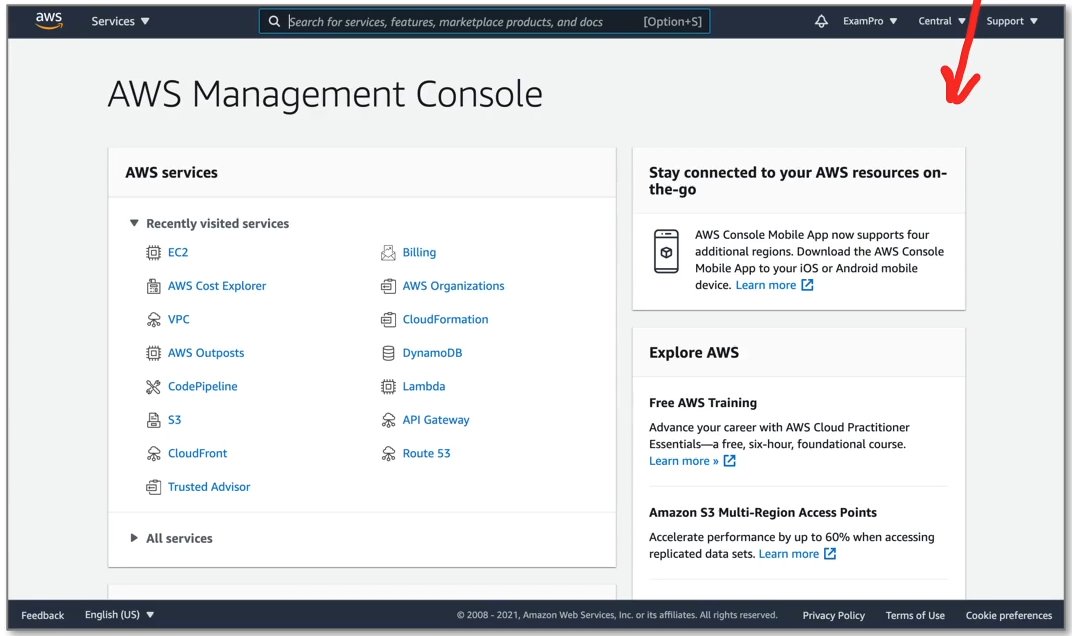 aws
Services
Search for services, features, marketplace products, and docs
[Option+S]
ExamPro
Central
Support
AWS Management Console
AWS services
Recently visited services
EC2
Billing
AWS Cost Explorer
AWS Organizations
VPC
CloudFormation
AWS Outposts
DynamoDB
CodePipeline
Lambda
S3
API Gateway
CloudFront
Route 53
Trusted Advisor
All services
Stay connected to your AWS resources on-
the-go
AWS Console Mobile App now supports four
additional regions. Download the AWS Console
Mobile App to your iOS or Android mobile
device. Learn more
Explore AWS
Free AWS Training
Advance your career with AWS Cloud Practitioner
Essentials—a free, six-hour, foundational course.
Learn more »
Amazon S3 Multi-Region Access Points
Accelerate performance by up to 60% when accessing
replicated data sets. Learn more
Feedback
English (US)
© 2008 - 2021, Amazon Web Services, Inc. or its affiliates. All rights reserved.
Privacy Policy
Terms of Use
Cookie preferences